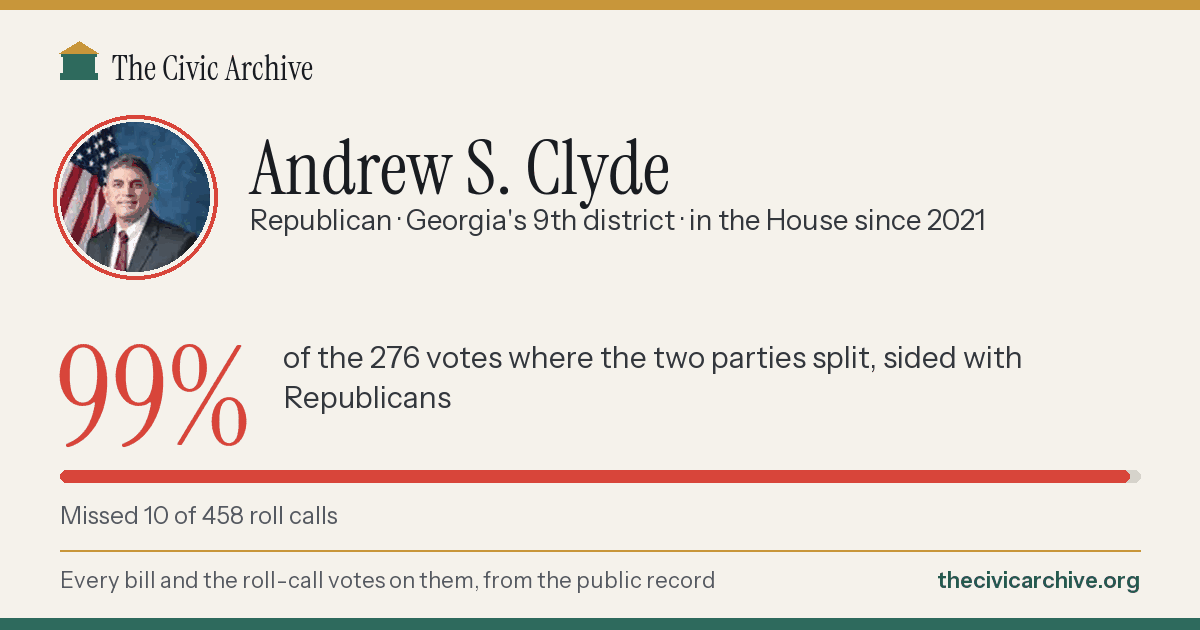 The Civic Archive
Andrew S. Clyde
Republican · Georgia's 9th district · in the House since 2021
99%
of the 276 votes where the two parties split, sided with
Republicans
Missed 10 of 458 roll calls
Every bill and the roll-call votes on them, from the public record
thecivicarchive.org